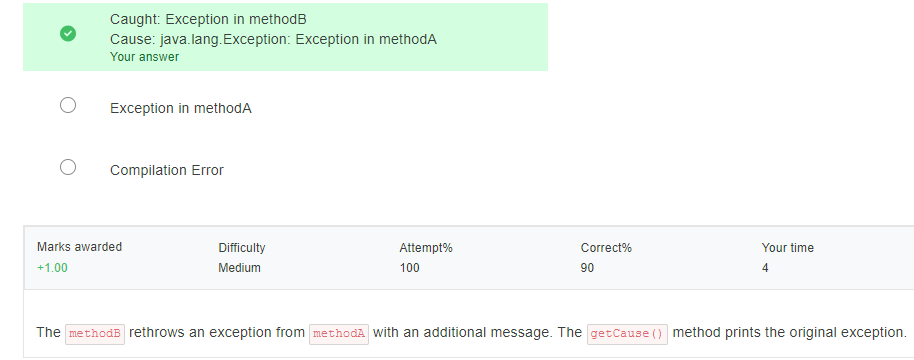 Caught: Exception in methodB
Cause: java.lang.Exception: Exception in methodA
Your answer
Exception in methodA
Compilation Error
Marks awarded Difficulty Attempt% Correct% Your time
+1.00 Medium 100 90 4
The methodB rethrows an exception from methodA with an additional message. The getCause() method prints the original exception.